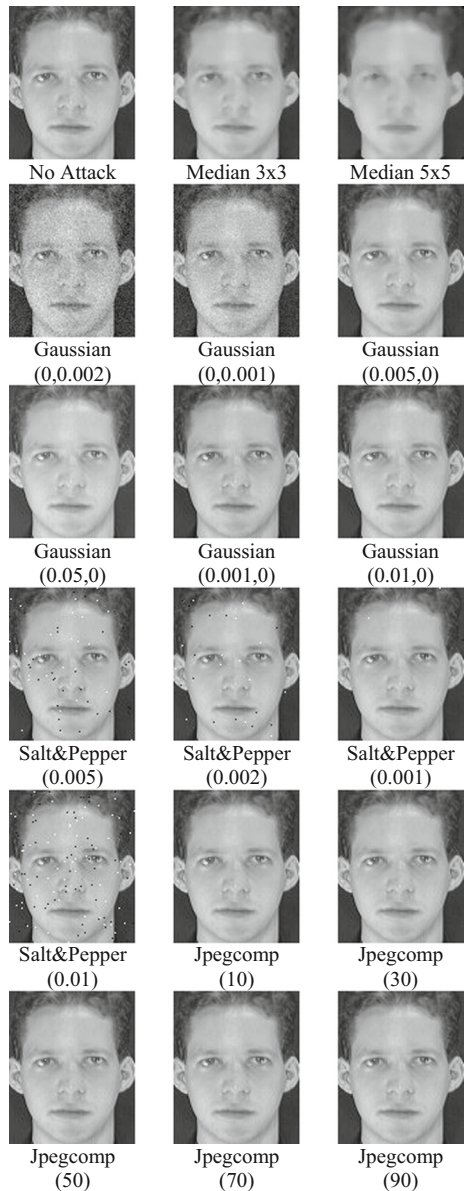 No Attack
Median 3x3
Median 5x5
Gaussian
(0,0.002)
Gaussian
(0,0.001)
Gaussian
(0.005,0)
Gaussian
(0.05,0)
Gaussian
(0.001,0)
Gaussian
(0.01,0)
Salt&Pepper
(0.005)
Salt&Pepper
(0.002)
Salt&Pepper
(0.001)
Salt&Pepper
(0.01)
Jpegcomp
(10)
Jpegcomp
(30)
Jpegcomp
(50)
Jpegcomp
(70)
Jpegcomp
(90)